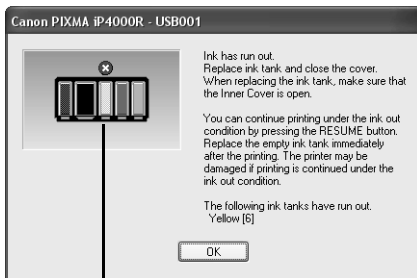 Canon PIXMA iP4000R - USB001
Ink has run out.
Replace ink tank and close the cover.
When replacing the ink tank, make sure that
the Inner Cover is open.
You can continue printing under the ink out
condition by pressing the RESUME button.
Replace the empty ink tank immediately
after the printing. The printer may be
damaged if printing is continued under the
ink out condition.
The following ink tanks have run out.
Yellow [6]
OK